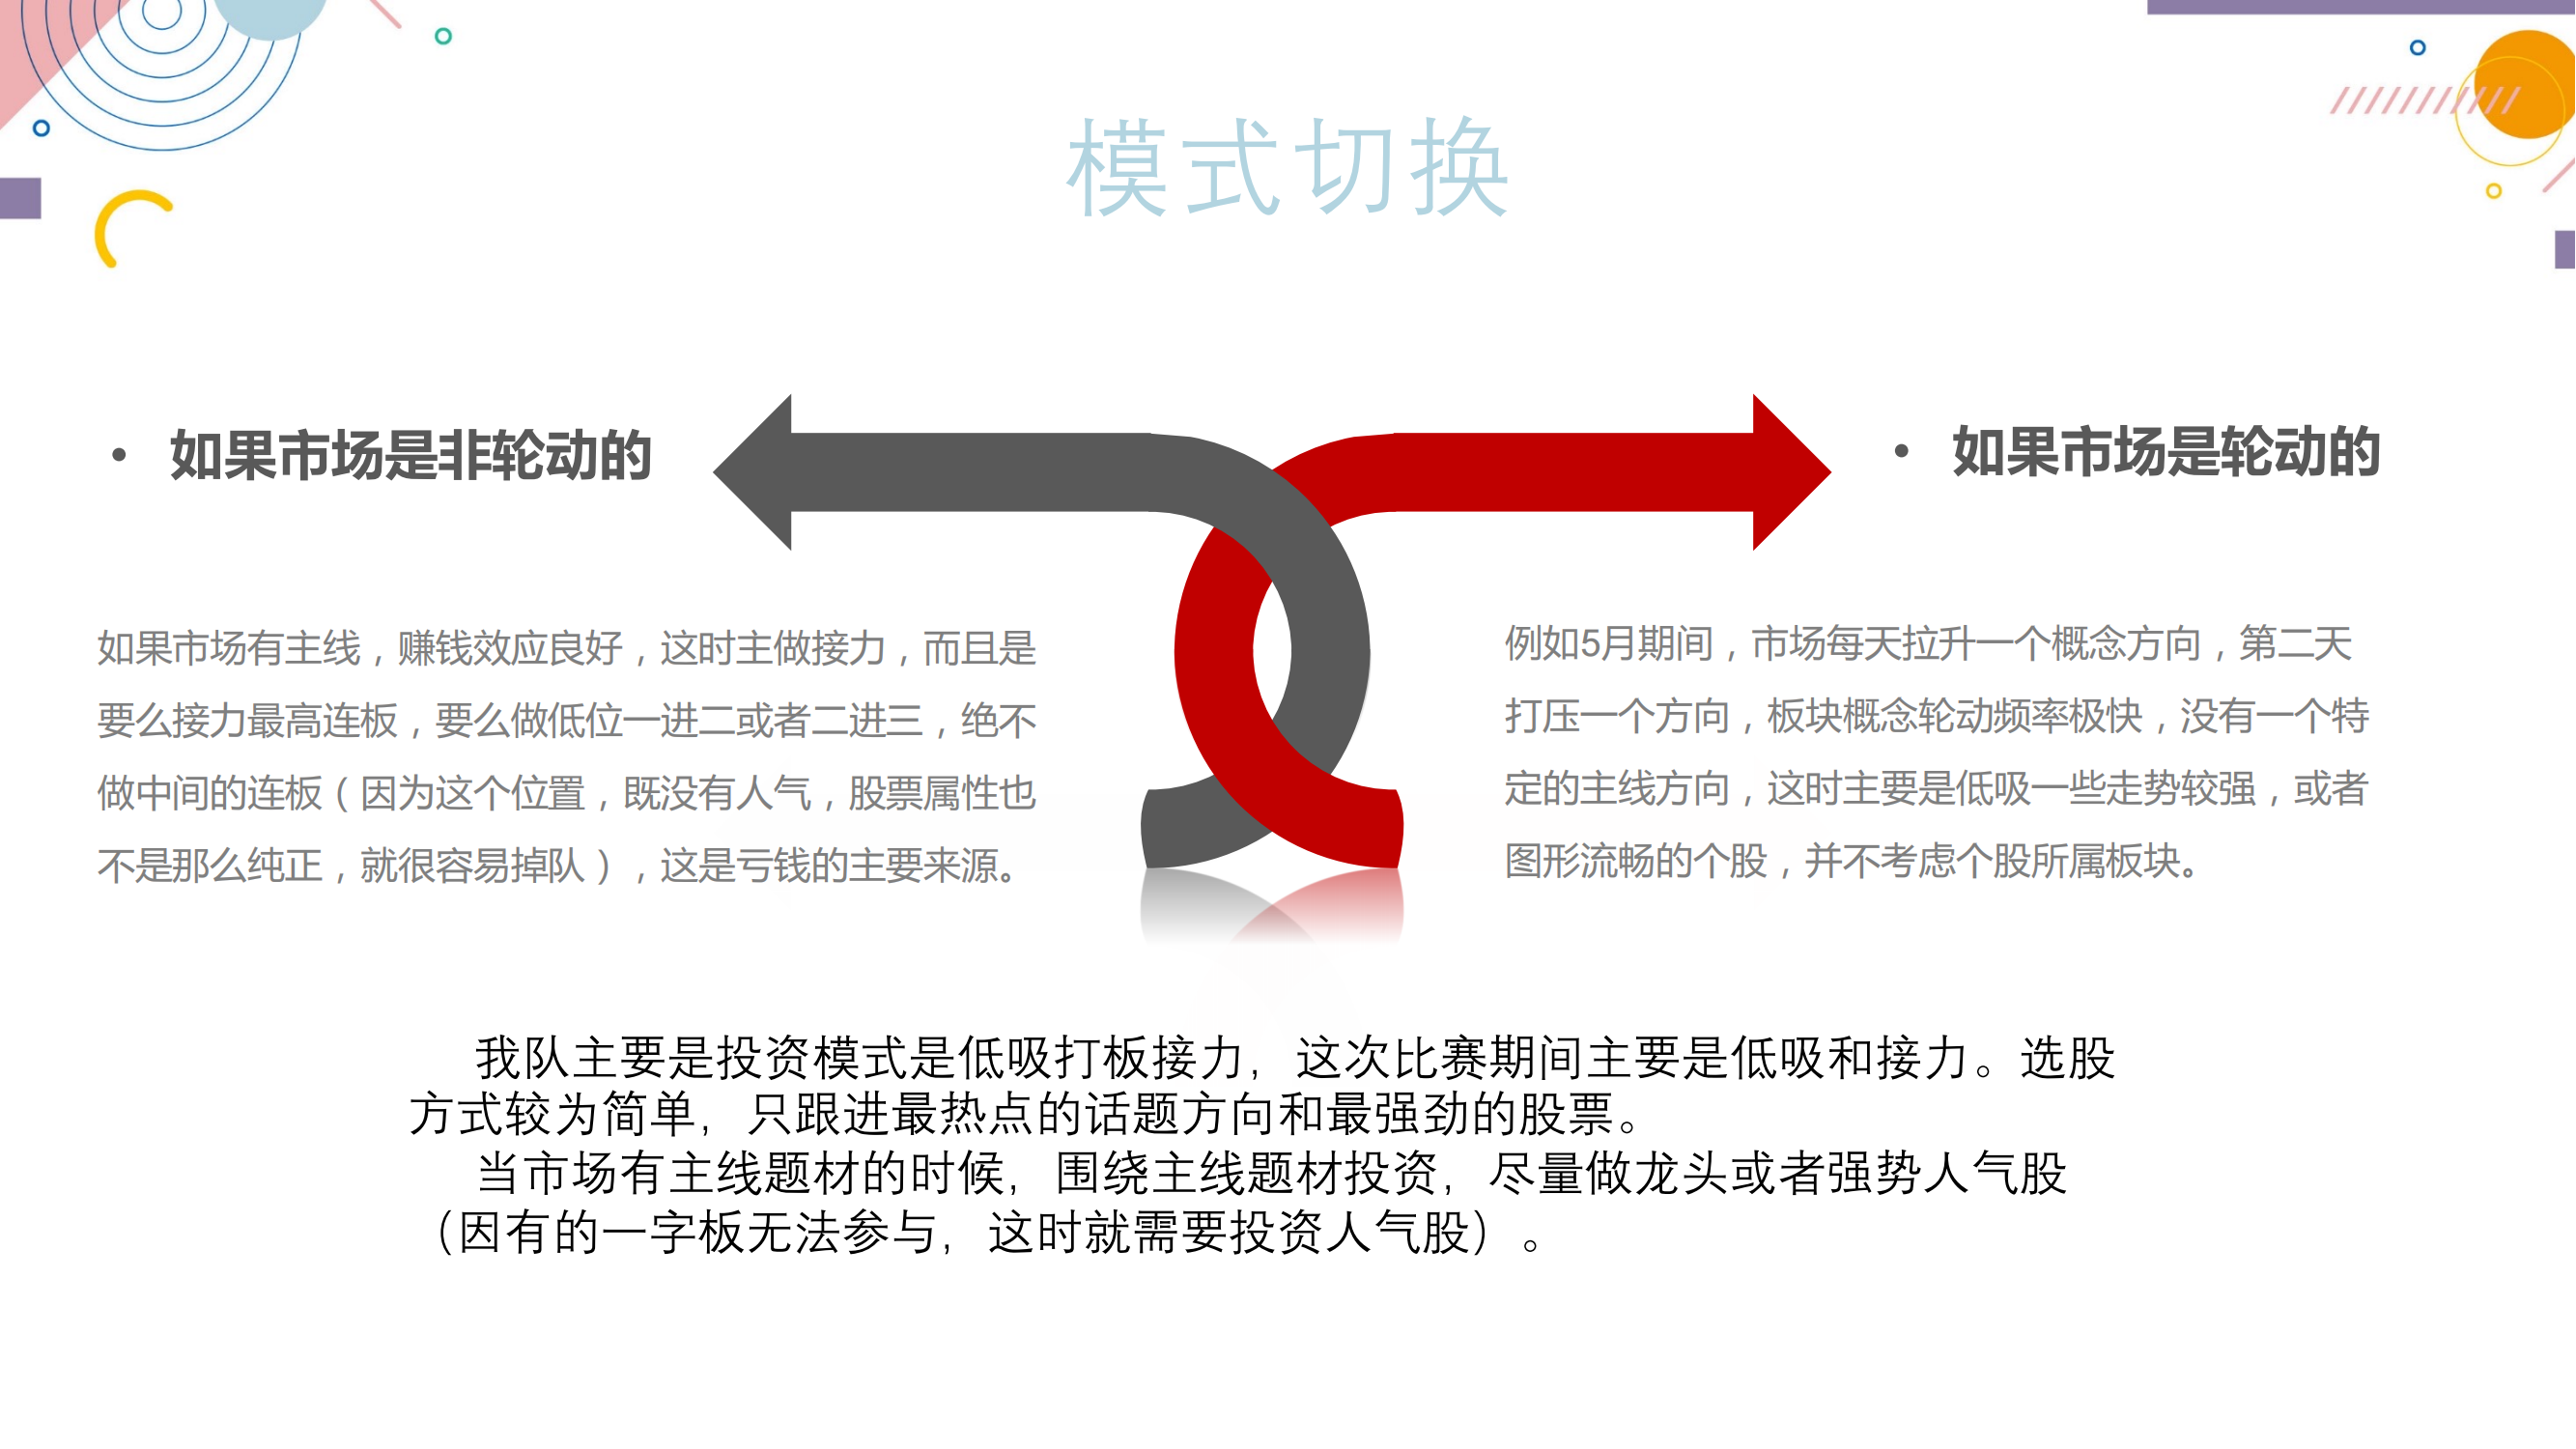 模式切换
• 如果市场是非轮动的
如果市场有主线，赚钱效应良好，这时主做接力，而且是
要么接力最高连板，要么做低位一进二或者二进三，绝不
做中间的连板（因为这个位置，既没有人气，股票属性也
不是那么纯正，就很容易掉队），这是亏钱的主要来源。
• 如果市场是轮动的
例如5月期间，市场每天拉升一个概念方向，第二天
打压一个方向，板块概念轮动频率极快，没有一个特
定的主线方向，这时主要是低吸一些走势较强，或者
图形流畅的个股，并不考虑个股所属板块。
我队主要是投资模式是低吸打板接力，这次比赛期间主要是低吸和接力。选股
方式较为简单，只跟进最热点的话题方向和最强劲的股票。
当市场有主线题材的时候，围绕主线题材投资，尽量做龙头或者强势人气股
（因有的一字板无法参与，这时就需要投资人气股）。